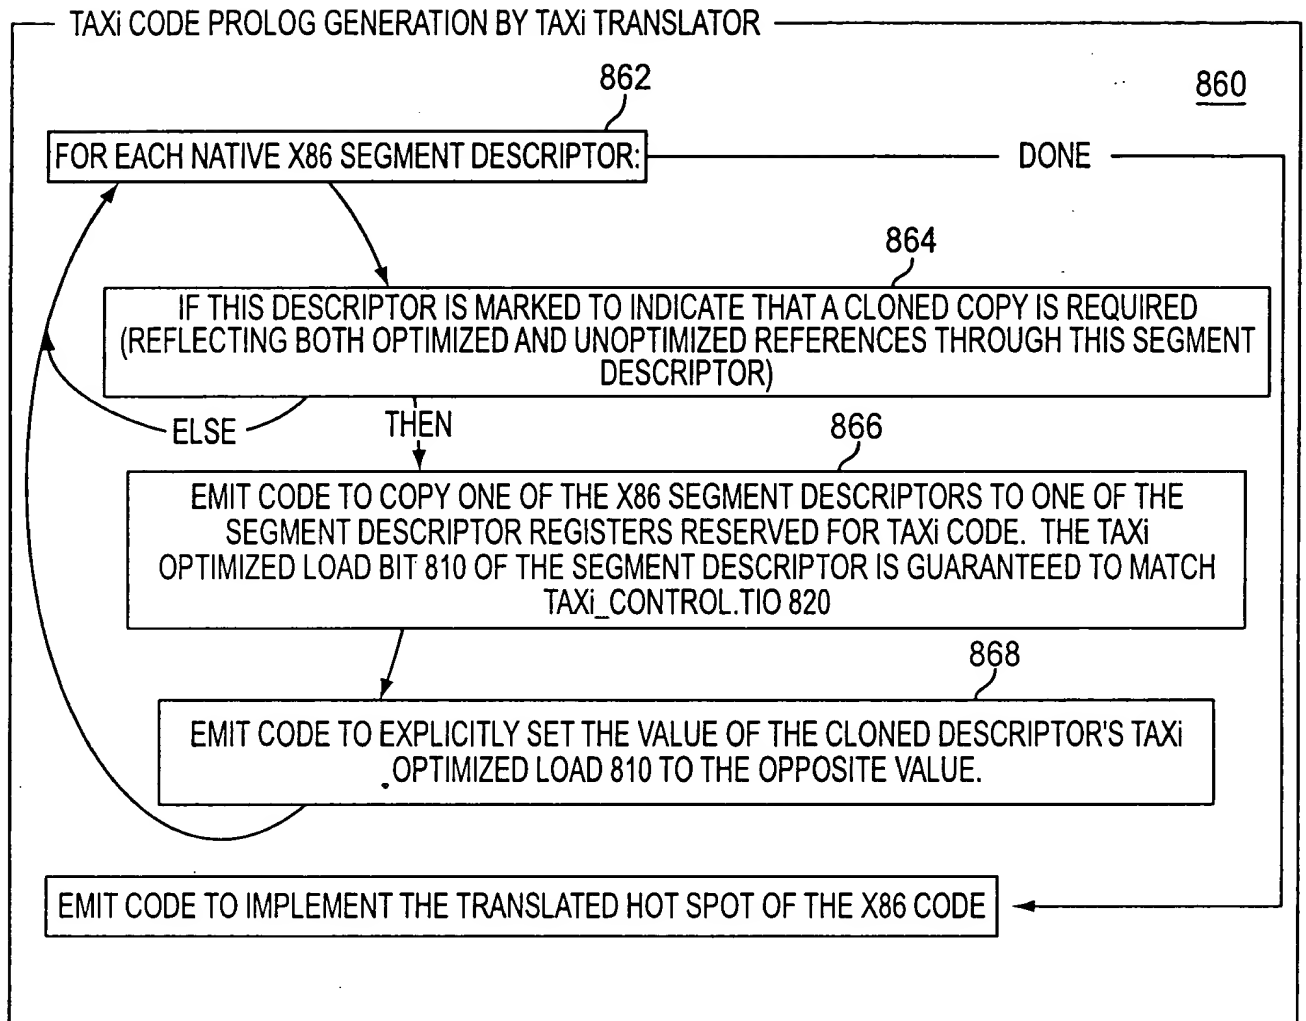 TAXi CODE PROLOG GENERATION BY TAXi TRANSLATOR
860
862
FOR EACH NATIVE X86 SEGMENT DESCRIPTOR:
DONE
864
IF THIS DESCRIPTOR IS MARKED TO INDICATE THAT A CLONED COPY IS REQUIRED
(REFLECTING BOTH OPTIMIZED AND UNOPTIMIZED REFERENCES THROUGH THIS SEGMENT
DESCRIPTOR)
ELSE
THEN
866
EMIT CODE TO COPY ONE OF THE X86 SEGMENT DESCRIPTORS TO ONE OF THE
SEGMENT DESCRIPTOR REGISTERS RESERVED FOR TAXi CODE. THE TAXi
OPTIMIZED LOAD BIT 810 OF THE SEGMENT DESCRIPTOR IS GUARANTEED TO MATCH
TAXi_CONTROL.TIO 820
868
EMIT CODE TO EXPLICITLY SET THE VALUE OF THE CLONED DESCRIPTOR'S TAXi
OPTIMIZED LOAD 810 TO THE OPPOSITE VALUE.
EMIT CODE TO IMPLEMENT THE TRANSLATED HOT SPOT OF THE X86 CODE